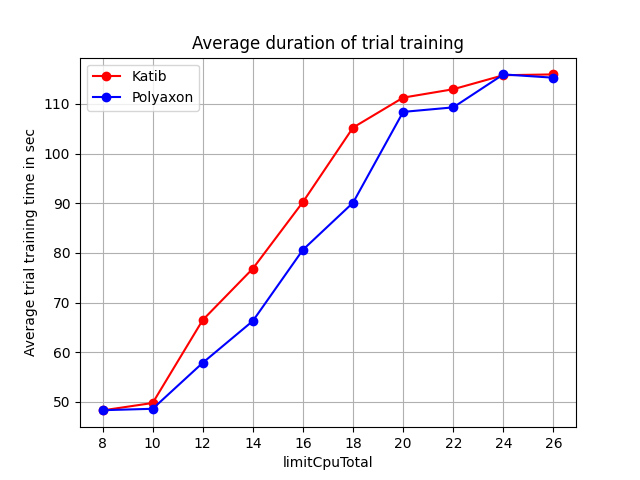 Average duration of trial training
Katib
Polyaxon
Average trial training time in sec
110
100
90
80
70
60
50
8 10 12 14 16 18 20 22 24 26
limitCpuTotal